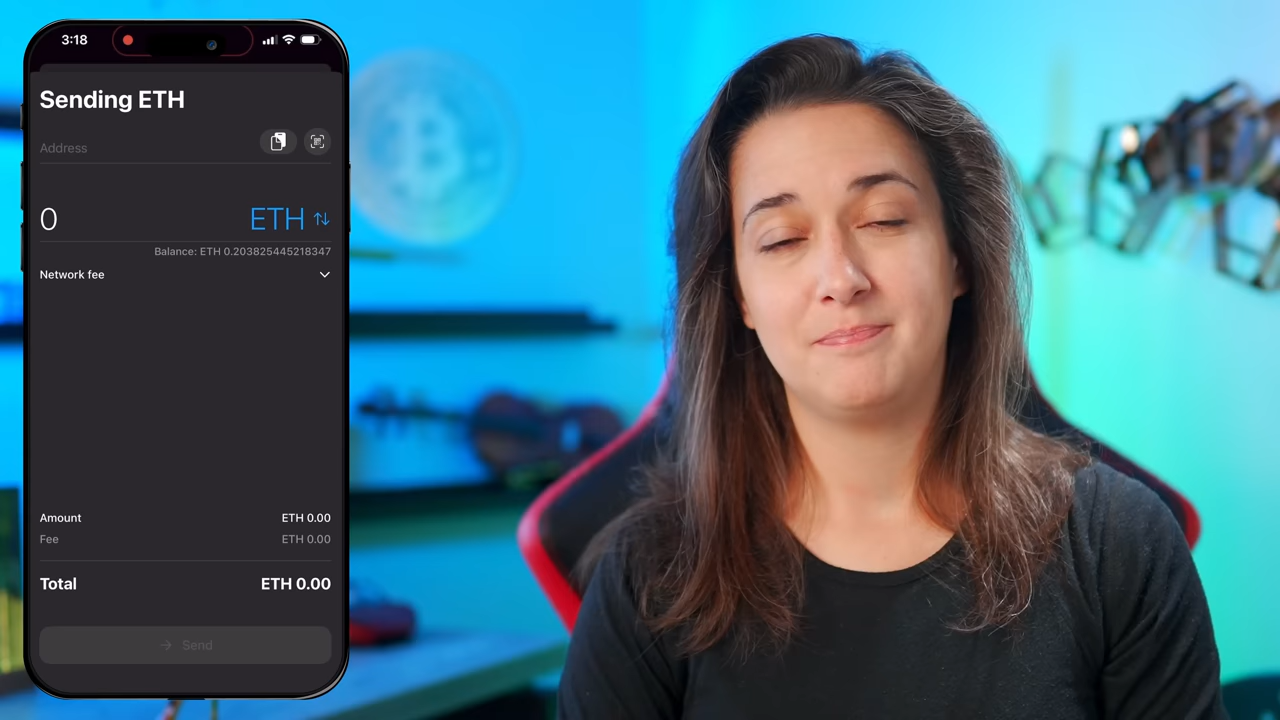 3:18
Sending ETH
Address
0 ETH
Balance: ETH 0.203825445218347
Network fee
Amount ETH 0.00
Fee ETH 0.00
Total ETH 0.00
Send